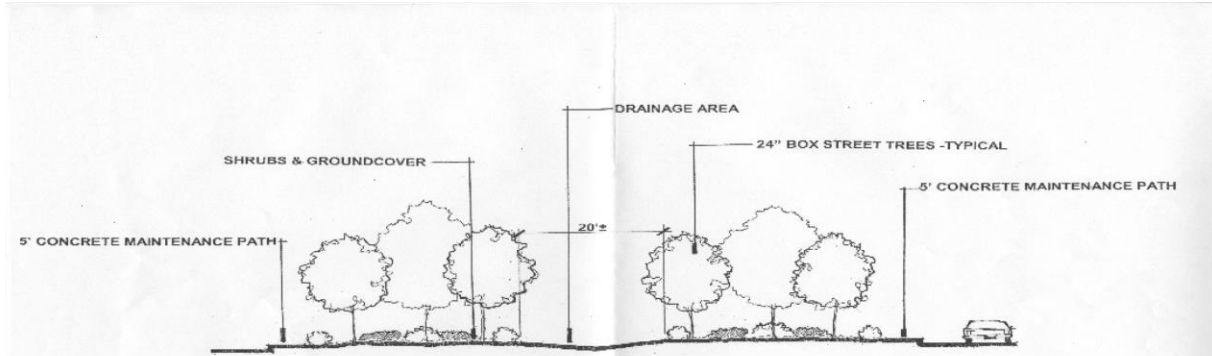 DRAINAGE AREA
24" BOX STREET TREES -TYPICAL
SHRUBS & GROUNDCOVER
5' CONCRETE MAINTENANCE PATH
20'±
5' CONCRETE MAINTENANCE PATH